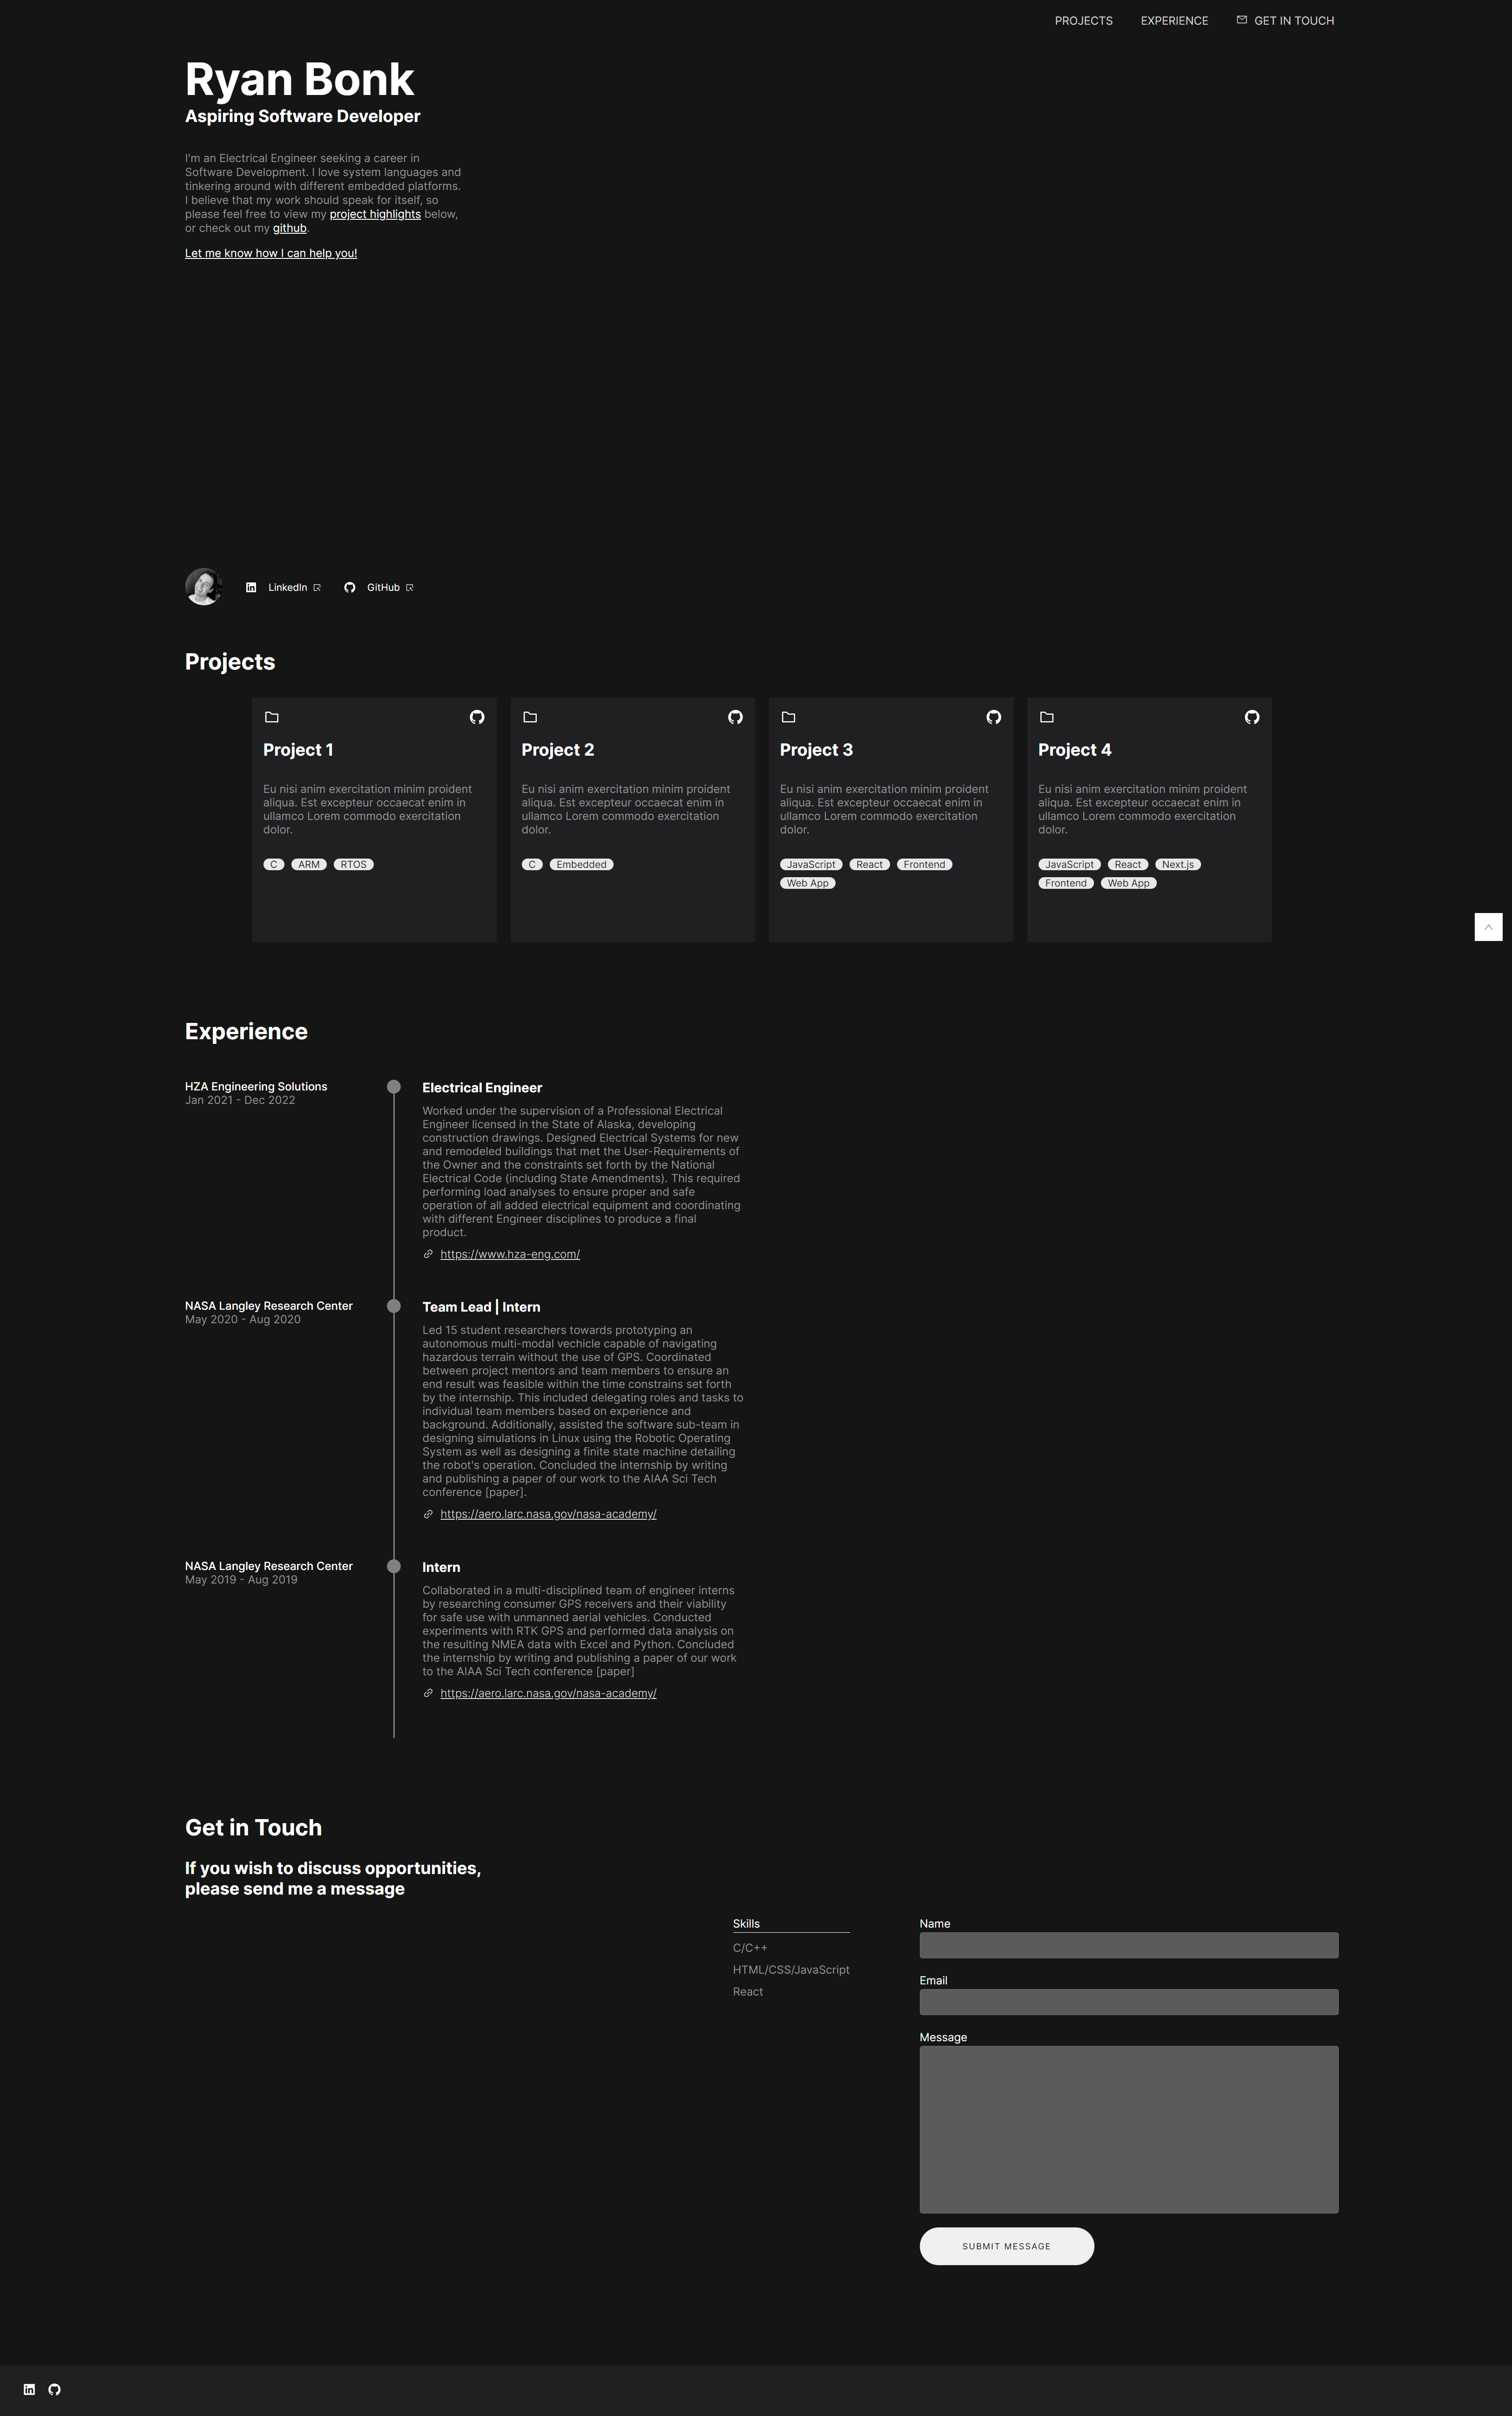 PROJECTS EXPERIENCE GET IN TOUCH
Ryan Bonk
Aspiring Software Developer
I'm an Electrical Engineer seeking a career in
Software Development. I love system languages and
tinkering around with different embedded platforms.
I believe that my work should speak for itself, so
please feel free to view my project highlights below,
or check out my github.
Let me know how I can help you!
LinkedIn GitHub
Projects
Project 1
Eu nisi anim exercitation minim proident
aliqua. Est excepteur occaecat enim in
ullamco Lorem commodo exercitation
dolor.
C ARM RTOS
Project 2
Eu nisi anim exercitation minim proident
aliqua. Est excepteur occaecat enim in
ullamco Lorem commodo exercitation
dolor.
C Embedded
Project 3
Eu nisi anim exercitation minim proident
aliqua. Est excepteur occaecat enim in
ullamco Lorem commodo exercitation
dolor.
JavaScript React Frontend
Web App
Project 4
Eu nisi anim exercitation minim proident
aliqua. Est excepteur occaecat enim in
ullamco Lorem commodo exercitation
dolor.
JavaScript React Next.js
Frontend Web App
Experience
HZA Engineering Solutions
Jan 2021 - Dec 2022
Electrical Engineer
Worked under the supervision of a Professional Electrical
Engineer licensed in the State of Alaska, developing
construction drawings. Designed Electrical Systems for new
and remodeled buildings that met the User-Requirements of
the Owner and the constraints set forth by the National
Electrical Code (including State Amendments). This required
performing load analyses to ensure proper and safe
operation of all added electrical equipment and coordinating
with different Engineer disciplines to produce a final
product.
https://www.hza-eng.com/
NASA Langley Research Center
May 2020 - Aug 2020
Team Lead | Intern
Led 15 student researchers towards prototyping an
autonomous multi-modal vechicle capable of navigating
hazardous terrain without the use of GPS. Coordinated
between project mentors and team members to ensure an
end result was feasible within the time constrains set forth
by the internship. This included delegating roles and tasks to
individual team members based on experience and
background. Additionally, assisted the software sub-team in
designing simulations in Linux using the Robotic Operating
System as well as designing a finite state machine detailing
the robot's operation. Concluded the internship by writing
and publishing a paper of our work to the AIAA Sci Tech
conference [paper].
https://aero.larc.nasa.gov/nasa-academy/
NASA Langley Research Center
May 2019 - Aug 2019
Intern
Collaborated in a multi-disciplined team of engineer interns
by researching consumer GPS receivers and their viability
for safe use with unmanned aerial vehicles. Conducted
experiments with RTK GPS and performed data analysis on
the resulting NMEA data with Excel and Python. Concluded
the internship by writing and publishing a paper of our work
to the AIAA Sci Tech conference [paper]
https://aero.larc.nasa.gov/nasa-academy/
Get in Touch
If you wish to discuss opportunities,
please send me a message
Skills
C/C++
HTML/CSS/JavaScript
React
Name
Email
Message
SUBMIT MESSAGE